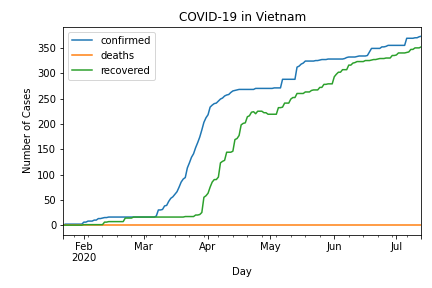 COVID-19 in Vietnam
confirmed
deaths
recovered
Number of Cases
350
300
250
200
150
100
50
0
Feb
2020
Mar
Apr
May
Jun
Jul
Day